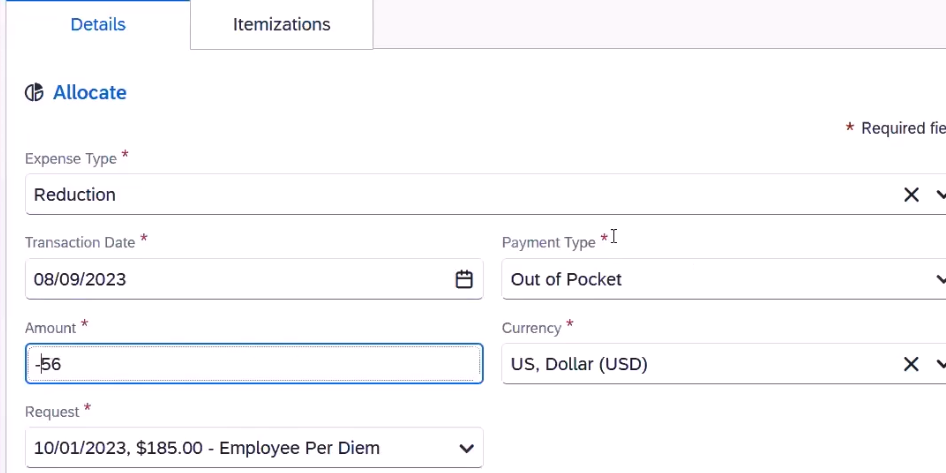 Details Itemizations
Allocate
* Required fie
Expense Type *
Reduction
Transaction Date * Payment Type *
08/09/2023 Out of Pocket
Amount * Currency *
-56 US, Dollar (USD)
Request *
10/01/2023, $185.00 - Employee Per Diem